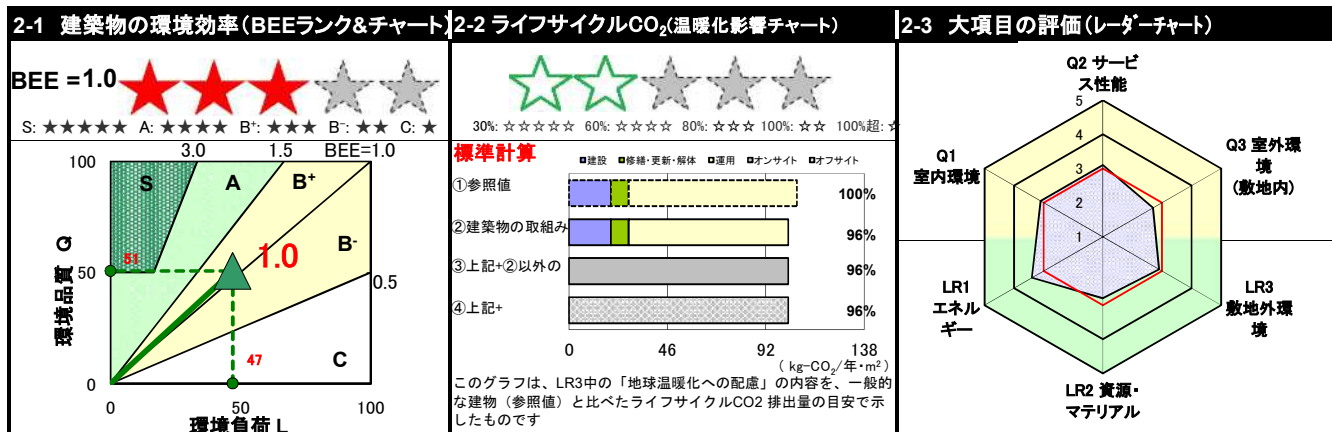 2-1 建築物の環境効率(BEEランク&チャート)
BEE = 1.0
S: ★★★★★ A: ★★★★ B+: ★★★ B-: ★★ C: ★
3.0 1.5 BEE=1.0
100
S A B+
B-
51
1.0
50
0.5
47
C
環境品質 Q
0
0 50 100
環境負荷 L
2-2 ライフサイクルCO2(温暖化影響チャート)
30%: ☆☆☆☆☆ 60%: ☆☆☆☆ 80%: ☆☆☆ 100%: ☆☆ 100%超: ☆
標準計算
建設 修繕・更新・解体 運用 オンサイト オフサイト
①参照値 100%
②建築物の取組み 96%
③上記+②以外の 96%
④上記+ 96%
0 46 92 138
( kg-CO2/年・m2 )
このグラフは、LR3中の「地球温暖化への配慮」の内容を、一般的
な建物(参照値)と比べたライフサイクルCO2 排出量の目安で示
したものです
2-3 大項目の評価(レーダーチャート)
Q2 サービ
ス性能
5
4
3
2
1
Q1
室内環境
Q3 室外環
境
(敷地内)
LR1
エネル
ギー
LR3
敷地外環
境
LR2 資源・
マテリアル